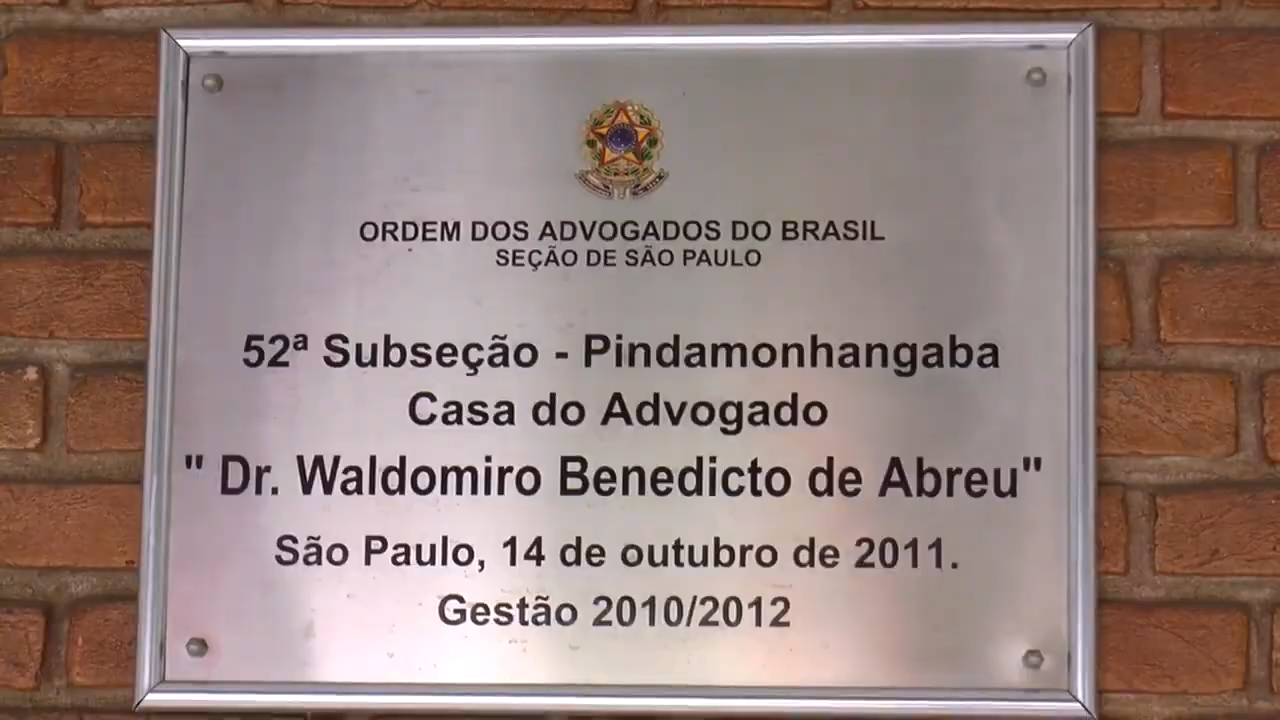 ORDEM DOS ADVOGADOS DO BRASIL
SEÇÃO DE SÃO PAULO
52ª Subseção - Pindamonhangaba
Casa do Advogado
" Dr. Waldomiro Benedicto de Abreu"
São Paulo, 14 de outubro de 2011.
Gestão 2010/2012